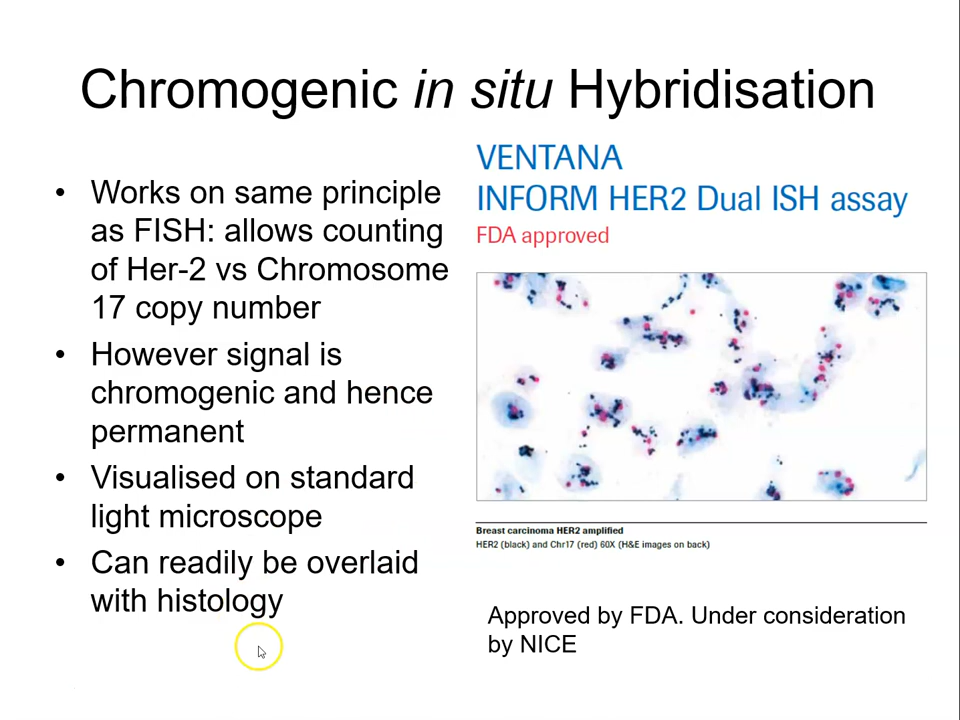 Chromogenic in situ Hybridisation
• Works on same principle
as FISH: allows counting
of Her-2 vs Chromosome
17 copy number
• However signal is
chromogenic and hence
permanent
• Visualised on standard
light microscope
• Can readily be overlaid
with histology
VENTANA
INFORM HER2 Dual ISH assay
FDA approved
Breast carcinoma HER2 amplified
HER2 (black) and Chr17 (red) 60X (H&E images on back)
Approved by FDA. Under consideration
by NICE